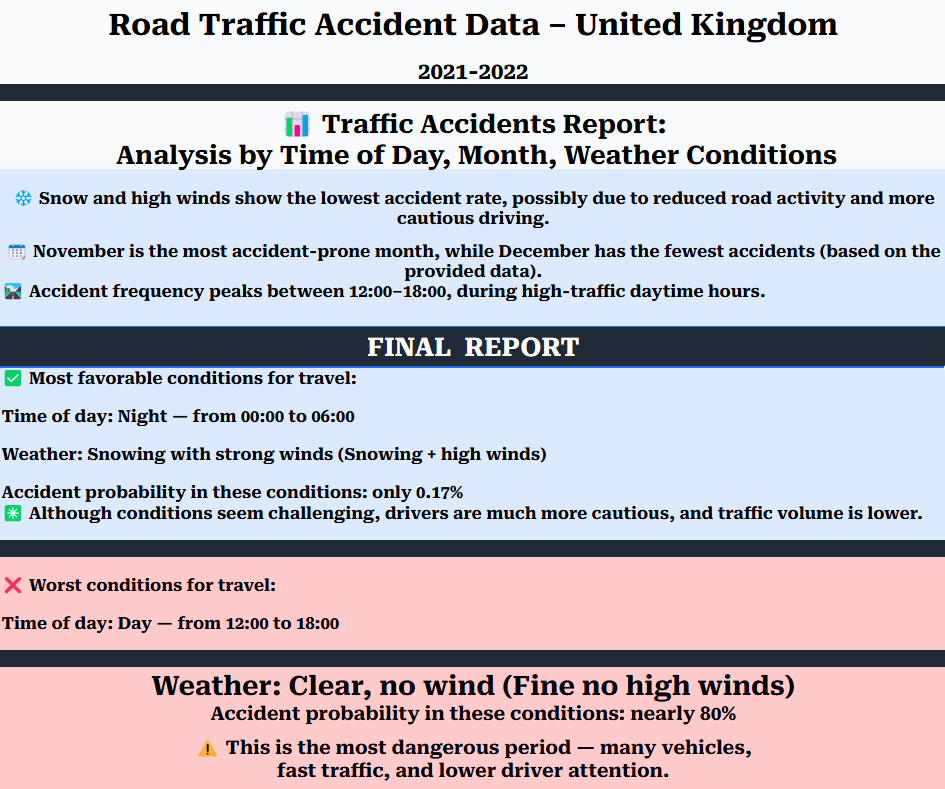 Road Traffic Accident Data – United Kingdom
2021-2022
📊 Traffic Accidents Report:
Analysis by Time of Day, Month, Weather Conditions
❄️ Snow and high winds show the lowest accident rate, possibly due to reduced road activity and more
cautious driving.
📅 November is the most accident-prone month, while December has the fewest accidents (based on the
provided data).
🛣️ Accident frequency peaks between 12:00–18:00, during high-traffic daytime hours.
FINAL REPORT
✅ Most favorable conditions for travel:
Time of day: Night — from 00:00 to 06:00
Weather: Snowing with strong winds (Snowing + high winds)
Accident probability in these conditions: only 0.17%
✳️ Although conditions seem challenging, drivers are much more cautious, and traffic volume is lower.
❌ Worst conditions for travel:
Time of day: Day — from 12:00 to 18:00
Weather: Clear, no wind (Fine no high winds)
Accident probability in these conditions: nearly 80%
⚠️ This is the most dangerous period — many vehicles,
fast traffic, and lower driver attention.